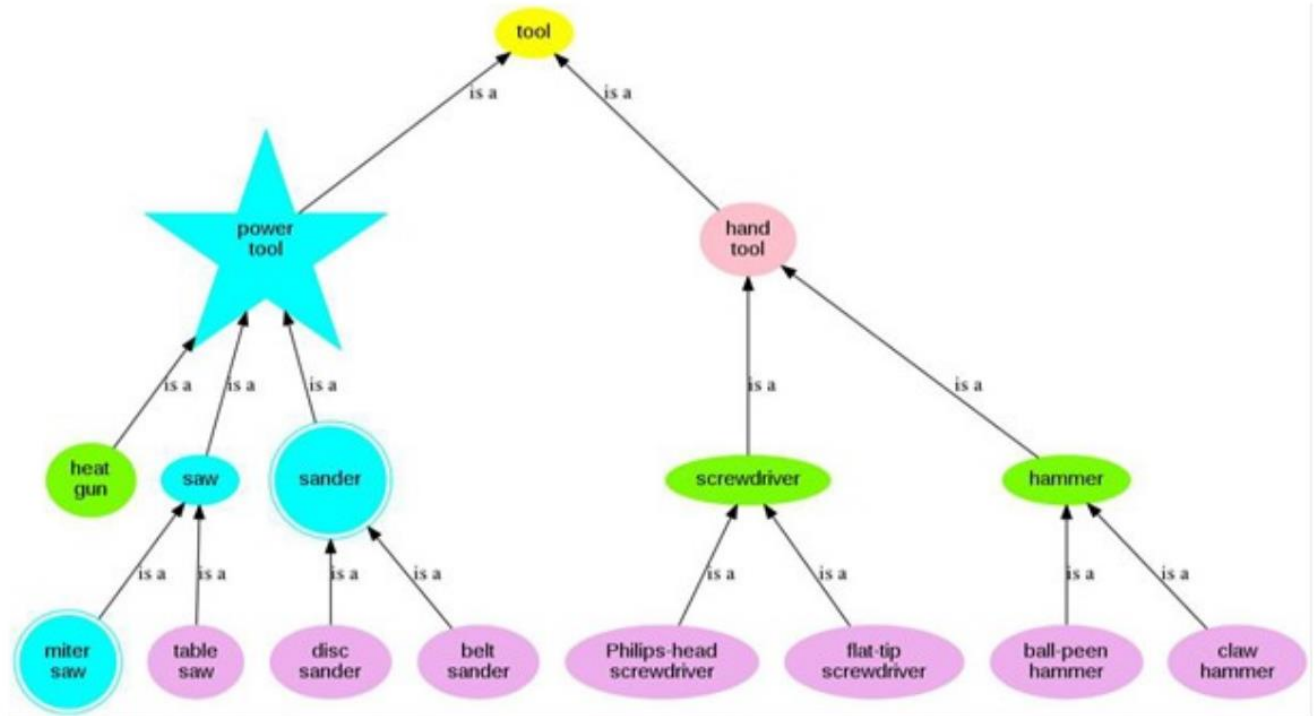 tool
is a
is a
power
tool
hand
tool
is a
is a
is a
is a
is a
heat
gun
saw
sander
screwdriver
hammer
is a
is a
is a
is a
is a
is a
is a
is a
miter
saw
table
saw
disc
sander
belt
sander
Philips-head
screwdriver
flat-tip
screwdriver
ball-peen
hammer
claw
hammer